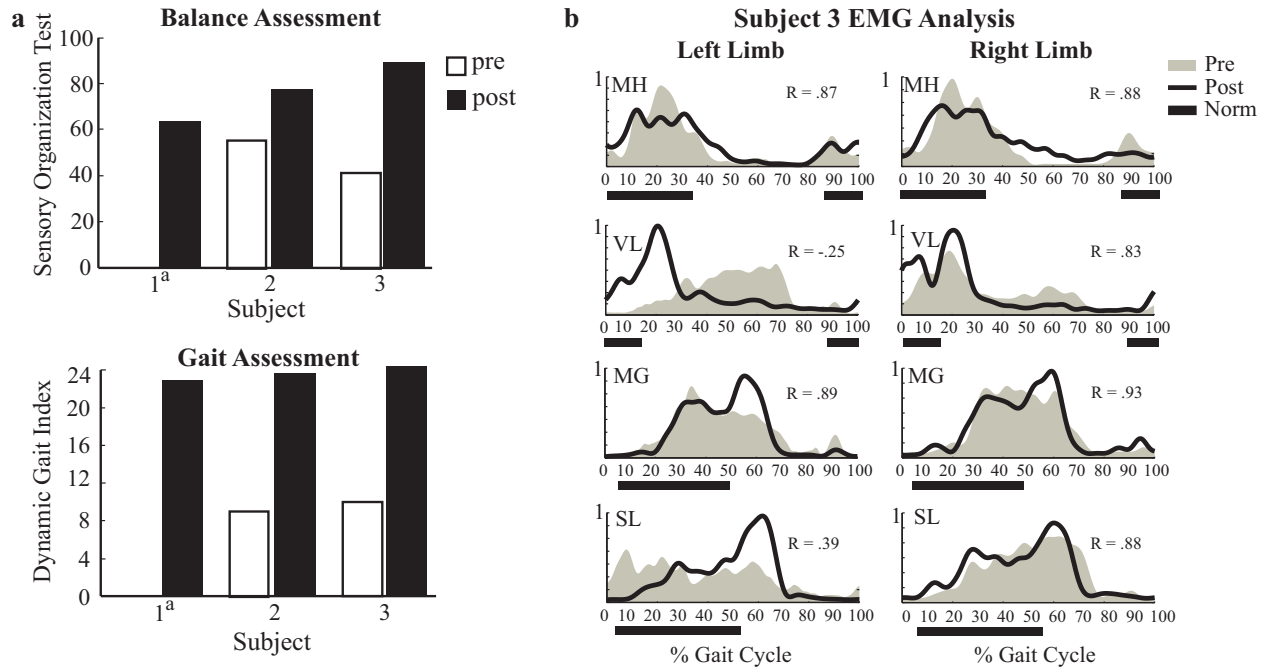 a
Balance Assessment
Sensory Organization Test
100
80
60
40
20
0
pre
post
1a 2 3
Subject
Gait Assessment
Dynamic Gait Index
24
20
16
12
8
4
0
1a 2 3
Subject
b
Subject 3 EMG Analysis
Left Limb
Right Limb
Pre
Post
Norm
1 MH R = .87
0 10 20 30 40 50 60 70 80 90 100
1 MH R = .88
0 10 20 30 40 50 60 70 80 90 100
1 VL R = -.25
0 10 20 30 40 50 60 70 80 90 100
1 VL R = .83
0 10 20 30 40 50 60 70 80 90 100
1 MG R = .89
0 10 20 30 40 50 60 70 80 90 100
1 MG R = .93
0 10 20 30 40 50 60 70 80 90 100
1 SL R = .39
0 10 20 30 40 50 60 70 80 90 100
1 SL R = .88
0 10 20 30 40 50 60 70 80 90 100
% Gait Cycle
% Gait Cycle